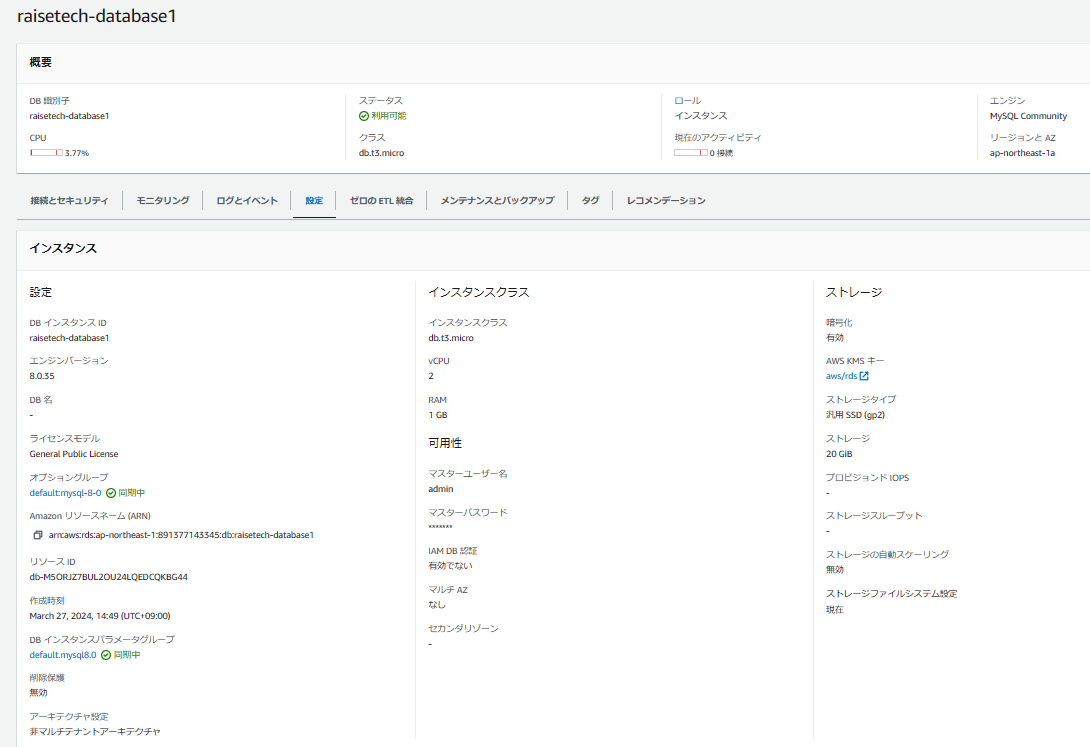 raisetech-database1
概要
DB 識別子
raisetech-database1
CPU
3.77%
ステータス
利用可能
クラス
db.t3.micro
ロール
インスタンス
現在のアクティビティ
0 接続
エンジン
MySQL Community
リージョンと AZ
ap-northeast-1a
接続とセキュリティ
モニタリング
ログとイベント
設定
ゼロの ETL 統合
メンテナンスとバックアップ
タグ
レコメンデーション
インスタンス
設定
DB インスタンス ID
raisetech-database1
エンジンバージョン
8.0.35
DB 名
-
ライセンスモデル
General Public License
オプショングループ
default:mysql-8-0 同期中
Amazon リソースネーム (ARN)
arn:aws:rds:ap-northeast-1:891377143345:db:raisetech-database1
リソース ID
db-M5ORJZ7BUL2OU24LQEDCQKBG44
作成時刻
March 27, 2024, 14:49 (UTC+09:00)
DB インスタンスパラメータグループ
default.mysql8.0 同期中
削除保護
無効
アーキテクチャ設定
非マルチテナントアーキテクチャ
インスタンスクラス
インスタンスクラス
db.t3.micro
vCPU
2
RAM
1 GB
可用性
マスターユーザー名
admin
マスターパスワード
*******
IAM DB 認証
有効でない
マルチ AZ
なし
セカンダリゾーン
-
ストレージ
暗号化
有効
AWS KMS キー
aws/rds
ストレージタイプ
汎用 SSD (gp2)
ストレージ
20 GiB
プロビジョンド IOPS
-
ストレージスループット
-
ストレージの自動スケーリング
無効
ストレージファイルシステム設定
現在